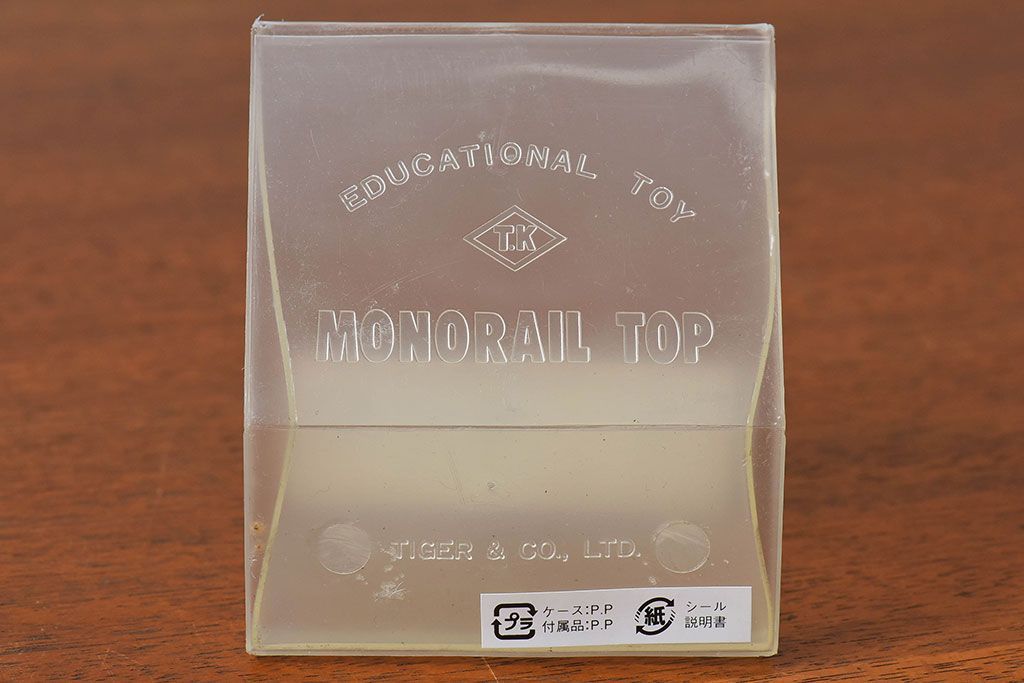 EDUCATIONAL TOY
T.K
MONORAIL TOP
TIGER & CO., LTD.
プラ
ケース:P.P
付属品:P.P
紙
シール
説明書